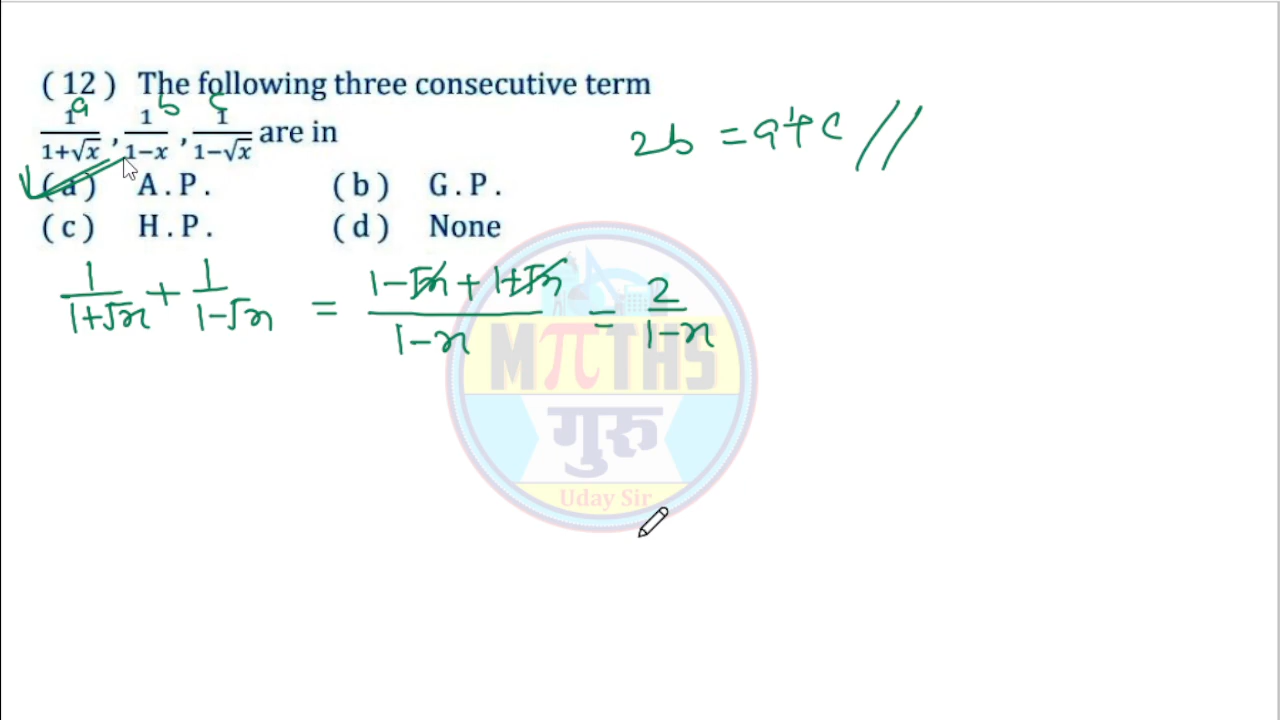 (12) The following three consecutive term
a b c
1/(1+√x), 1/(1−x), 1/(1−√x) are in
2b = a+c //
(a) A.P. (b) G.P.
(c) H.P. (d) None
1/(1+√x) + 1/(1−√x) = (1−√x + 1+√x)/(1−x) = 2/(1−x)
MπTHS
गुरु
Uday Sir